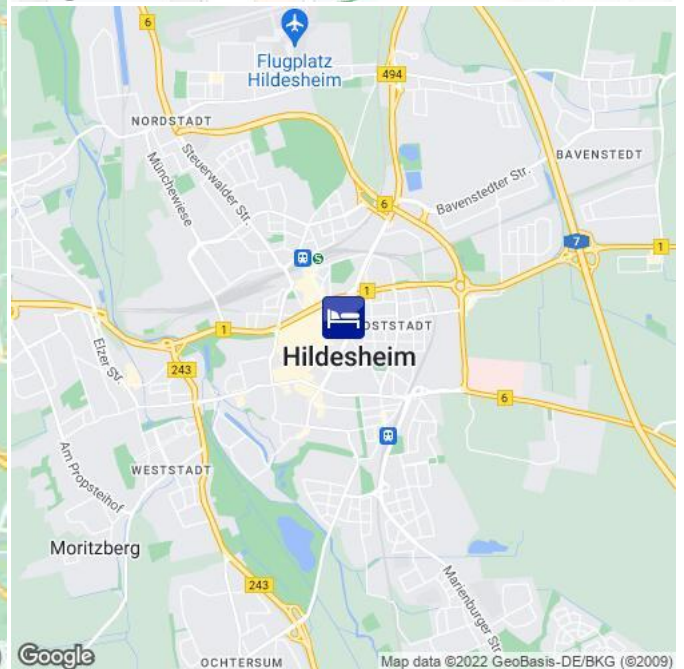 6
Flugplatz
Hildesheim
494
NORDSTADT
BAVENSTEDT
Steuerwalder Str.
Münchewiese
Bavenstedter Str.
6
7
1
S
1
OSTSTADT
1
Hildesheim
Elzer Str.
243
6
Am Propsteihof
WESTSTADT
Moritzberg
243
Marienburger Str
OCHTERSUM
Google
Map data ©2022 GeoBasis-DE/BKG (©2009)